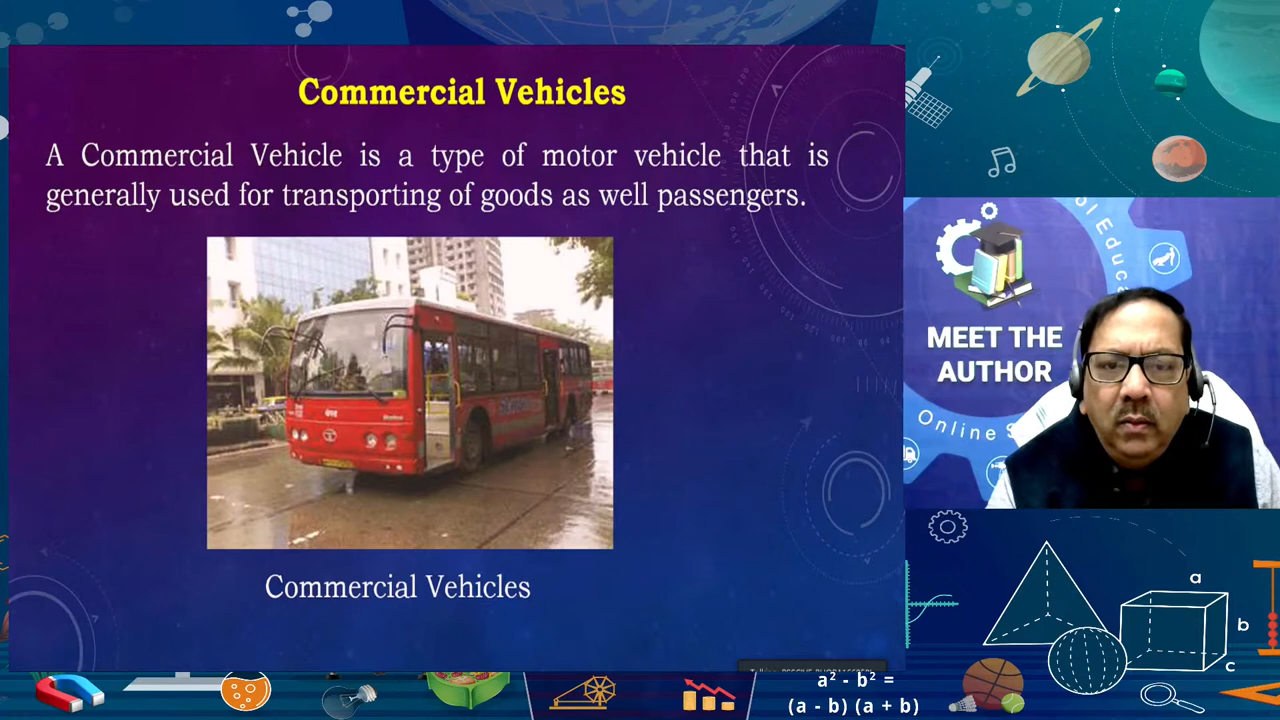 Commercial Vehicles
A Commercial Vehicle is a type of motor vehicle that is
generally used for transporting of goods as well passengers.
Commercial Vehicles
MEET THE
AUTHOR
Online
a
b
c
a² - b² =
(a - b) (a + b)